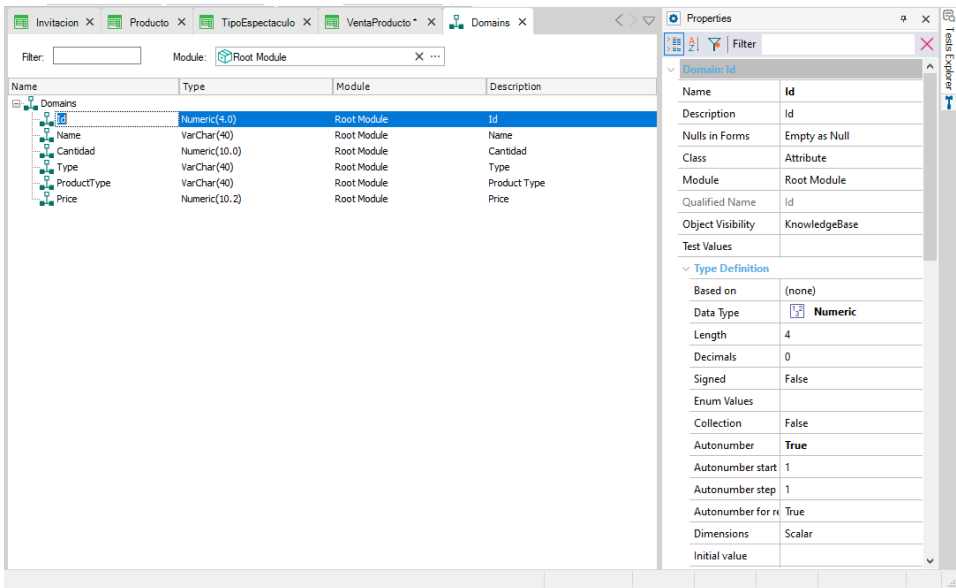 Invitacion
Producto
TipoEspectaculo
VentaProducto *
Domains
Filter:
Module: Root Module
Name Type Module Description
Domains
Id Numeric(4.0) Root Module Id
Name VarChar(40) Root Module Name
Cantidad Numeric(10.0) Root Module Cantidad
Type VarChar(40) Root Module Type
ProductType VarChar(40) Root Module Product Type
Price Numeric(10.2) Root Module Price
Properties
Filter
Domain: Id
Name Id
Description Id
Nulls in Forms Empty as Null
Class Attribute
Module Root Module
Qualified Name Id
Object Visibility KnowledgeBase
Test Values
Type Definition
Based on (none)
Data Type Numeric
Length 4
Decimals 0
Signed False
Enum Values
Collection False
Autonumber True
Autonumber start 1
Autonumber step 1
Autonumber for re True
Dimensions Scalar
Initial value
Tests Explorer
T